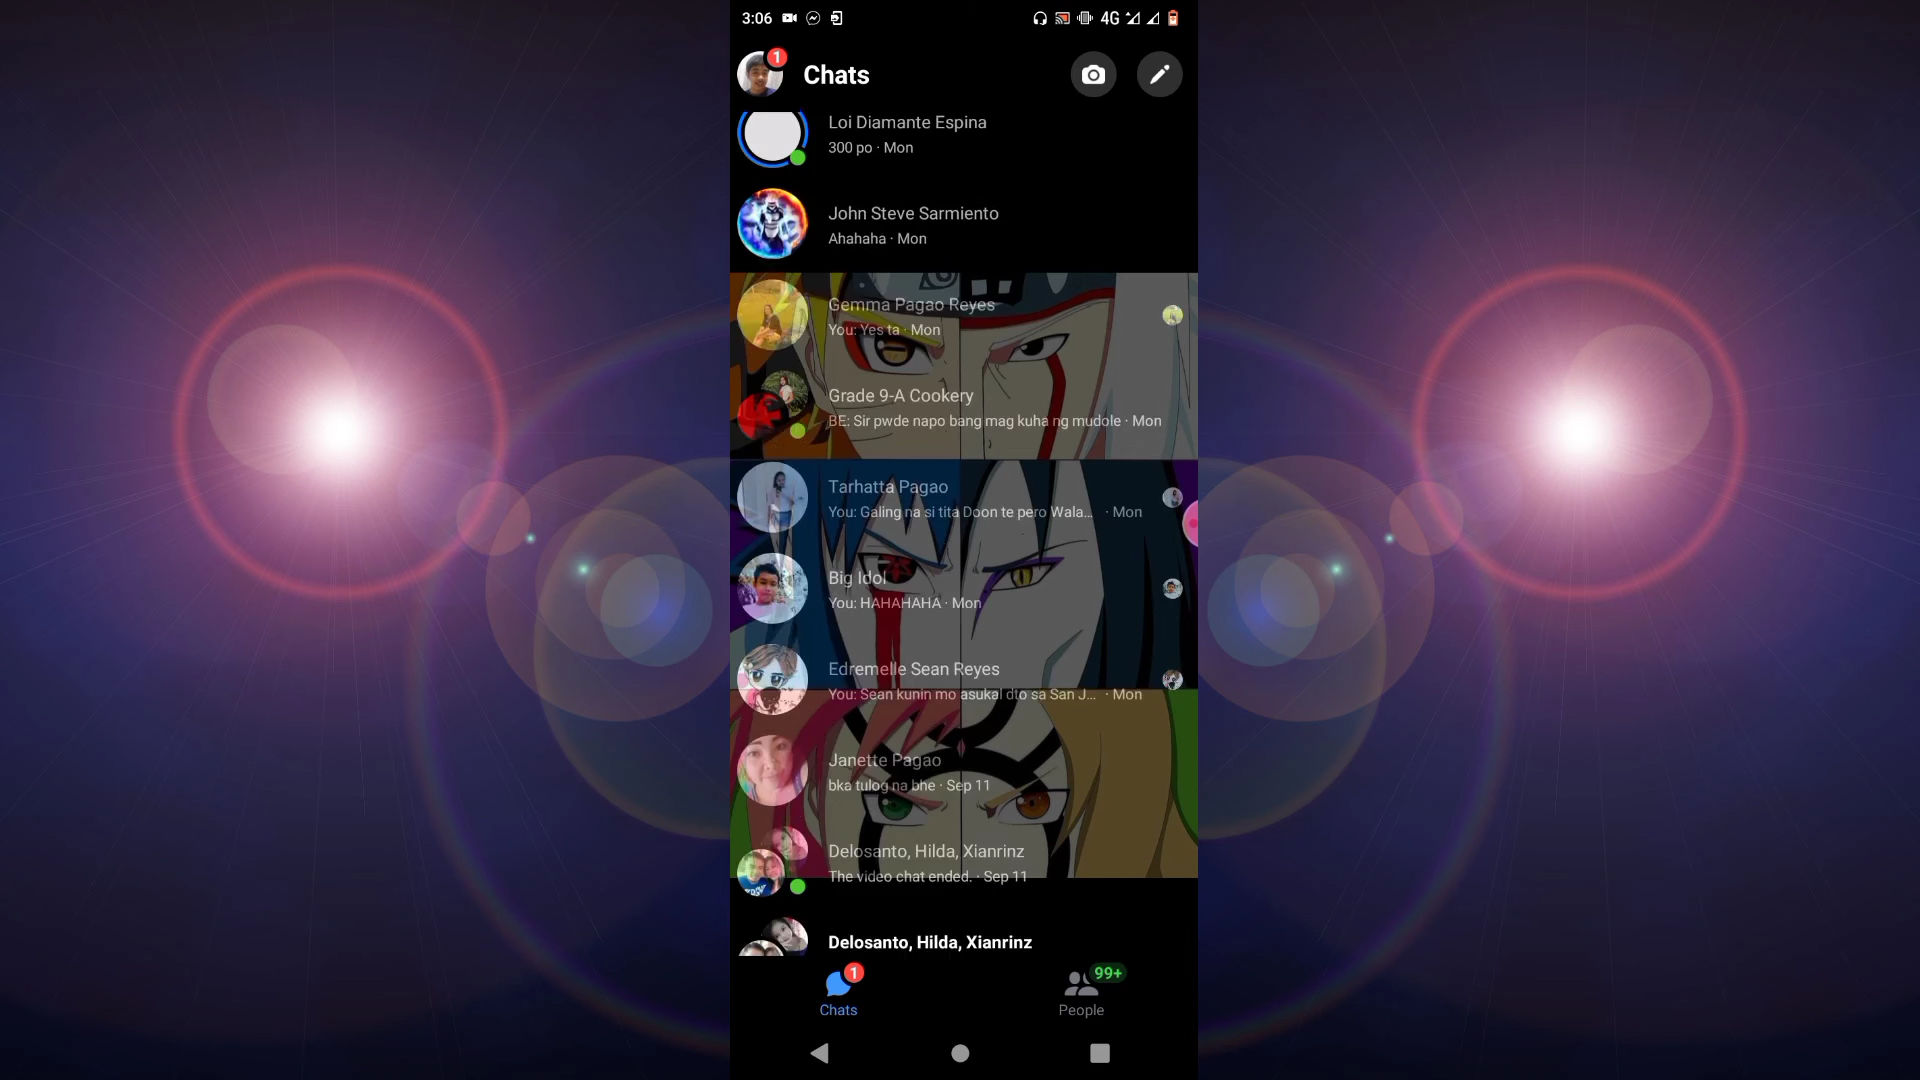 3:06
4G
1
Chats
Loi Diamante Espina
300 po · Mon
John Steve Sarmiento
Ahahaha · Mon
Gemma Pagao Reyes
You: Yes ta · Mon
Grade 9-A Cookery
BE: Sir pwde napo bang mag kuha ng mudole · Mon
Tarhatta Pagao
You: Galing na si tita Doon te pero Wala... · Mon
Big Idol
You: HAHAHAHA · Mon
Edremelle Sean Reyes
You: Sean kunin mo asukal dto sa San J... · Mon
Janette Pagao
bka tulog na bhe · Sep 11
Delosanto, Hilda, Xianrinz
The video chat ended. · Sep 11
Delosanto, Hilda, Xianrinz
1
99+
Chats
People